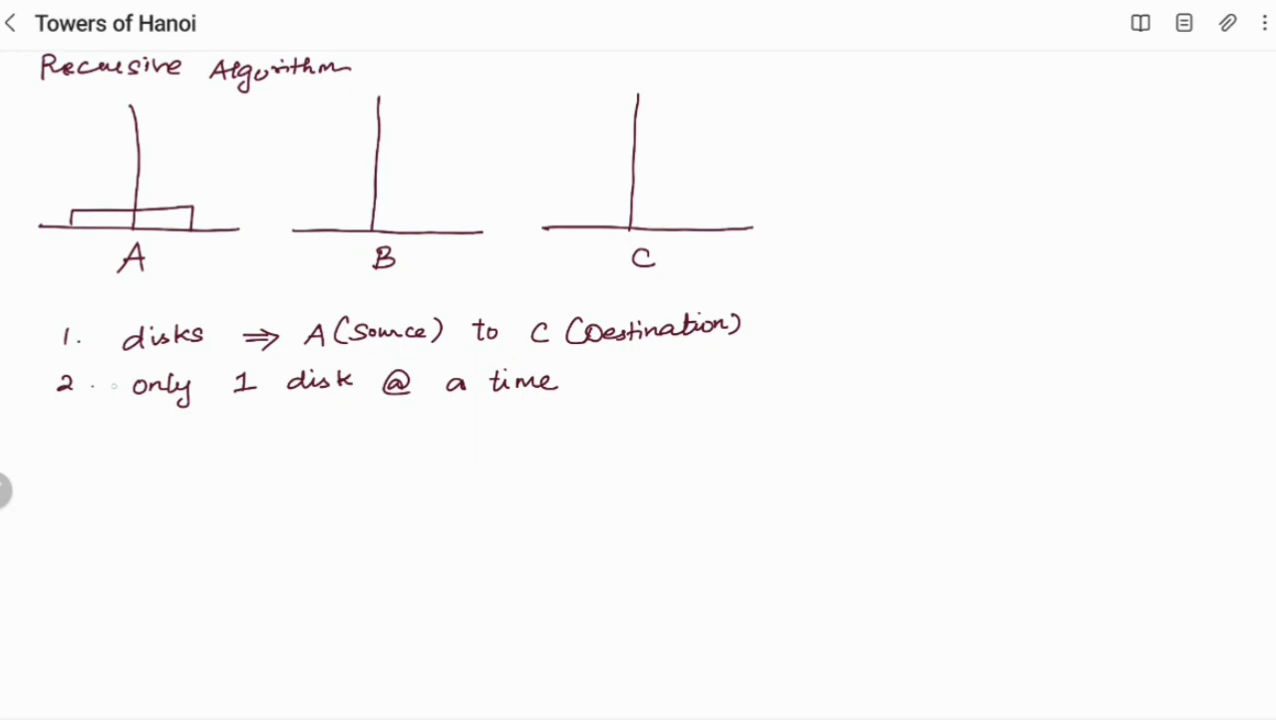 Towers of Hanoi
Recursive Algorithm
A B C
1. disks ⇒ A (Source) to C (Destination)
2. only 1 disk @ a time